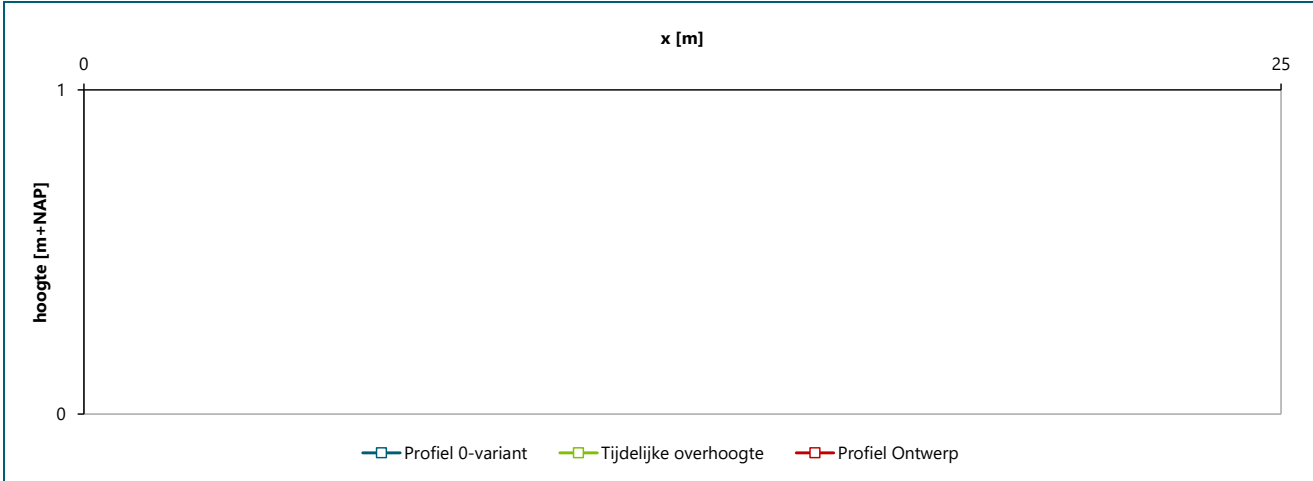 x [m]
0 25
1
hoogte [m+NAP]
0
Profiel 0-variant Tijdelijke overhoogte Profiel Ontwerp